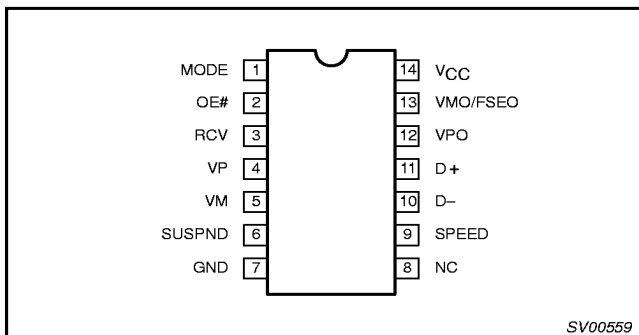 MODE 1 14 VCC
OE# 2 13 VMO/FSEO
RCV 3 12 VPO
VP 4 11 D+
VM 5 10 D–
SUSPND 6 9 SPEED
GND 7 8 NC
SV00559